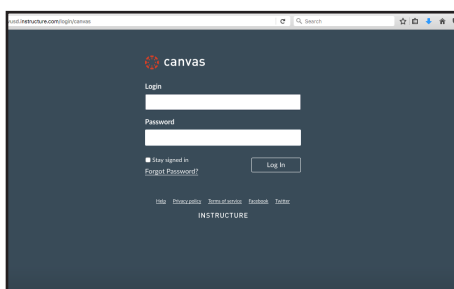 usd.instructure.com/login/canvas
Search
canvas
Login
Password
Stay signed in
Log In
Forgot Password?
Help Privacy policy Terms of service Facebook Twitter
INSTRUCTURE